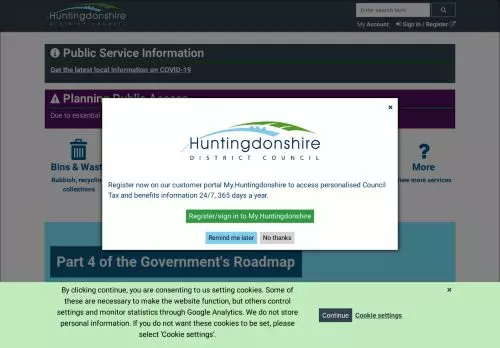 Huntingdonshire
DISTRICT COUNCIL
Enter search term
My Account: Sign in / Register
Public Service Information
Get the latest local information on COVID-19
Planning Public Access
Due to essential
Huntingdonshire
DISTRICT COUNCIL
Register now on our customer portal My.Huntingdonshire to access personalised Council
Tax and benefits information 24/7, 365 days a year.
Register/sign in to My.Huntingdonshire
Remind me later
No thanks
Bins & Wast
Rubbish, recycling
collections
More
View more services
Part 4 of the Government's Roadmap
By clicking continue, you are consenting to us setting cookies. Some of
these are necessary to make the website function, but others control
settings and monitor statistics through Google Analytics. We do not store
personal information. If you do not want these cookies to be set, please
select 'Cookie settings'.
Continue
Cookie settings